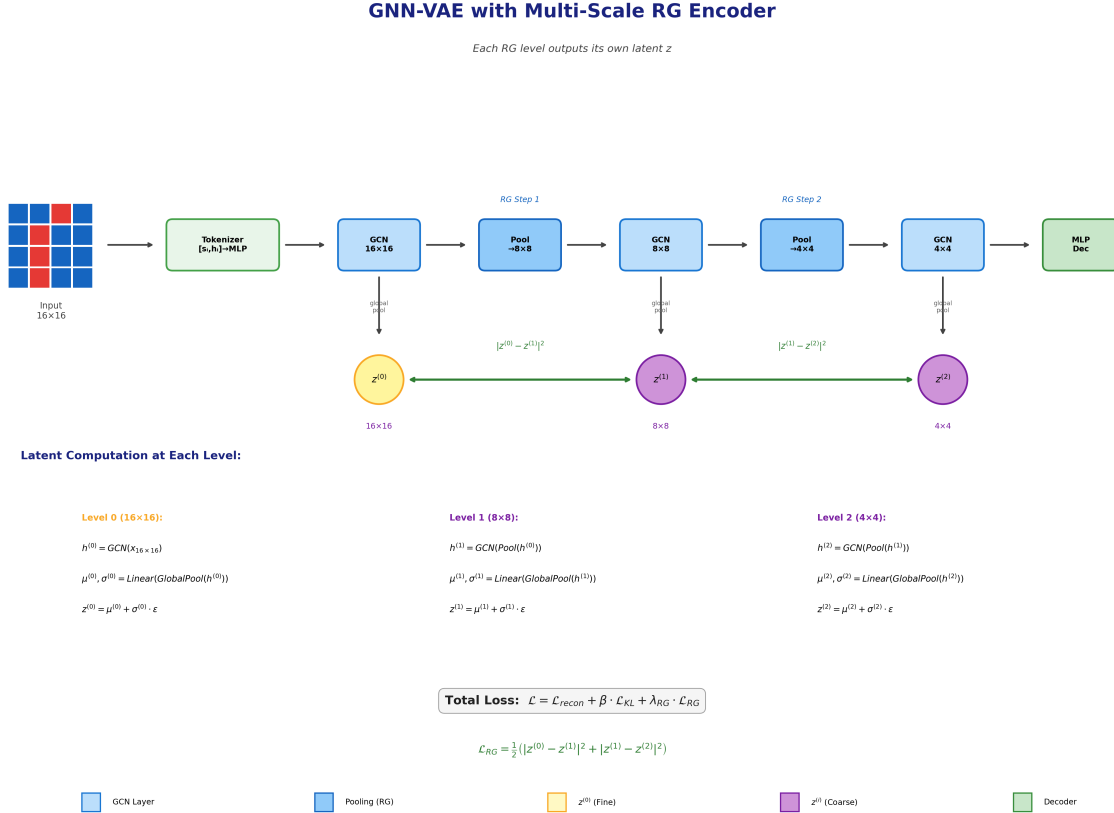 GNN-VAE with Multi-Scale RG Encoder
Each RG level outputs its own latent z
RG Step 1
RG Step 2
Tokenizer
[sᵢ,hᵢ]→MLP
GCN
16×16
Pool
→8×8
GCN
8×8
Pool
→4×4
GCN
4×4
MLP
Dec
Input
16×16
global
pool
global
pool
global
pool
|z⁽⁰⁾ − z⁽¹⁾|²
|z⁽¹⁾ − z⁽²⁾|²
z⁽⁰⁾
z⁽¹⁾
z⁽²⁾
16×16
8×8
4×4
Latent Computation at Each Level:
Level 0 (16×16):
h⁽⁰⁾ = GCN(x₁₆ₓ₁₆)
μ⁽⁰⁾, σ⁽⁰⁾ = Linear(GlobalPool(h⁽⁰⁾))
z⁽⁰⁾ = μ⁽⁰⁾ + σ⁽⁰⁾ · ε
Level 1 (8×8):
h⁽¹⁾ = GCN(Pool(h⁽⁰⁾))
μ⁽¹⁾, σ⁽¹⁾ = Linear(GlobalPool(h⁽¹⁾))
z⁽¹⁾ = μ⁽¹⁾ + σ⁽¹⁾ · ε
Level 2 (4×4):
h⁽²⁾ = GCN(Pool(h⁽¹⁾))
μ⁽²⁾, σ⁽²⁾ = Linear(GlobalPool(h⁽²⁾))
z⁽²⁾ = μ⁽²⁾ + σ⁽²⁾ · ε
Total Loss: ℒ = ℒ_recon + β · ℒ_KL + λ_RG · ℒ_RG
ℒ_RG = ½(|z⁽⁰⁾ − z⁽¹⁾|² + |z⁽¹⁾ − z⁽²⁾|²)
GCN Layer
Pooling (RG)
z⁽⁰⁾ (Fine)
z⁽ˡ⁾ (Coarse)
Decoder